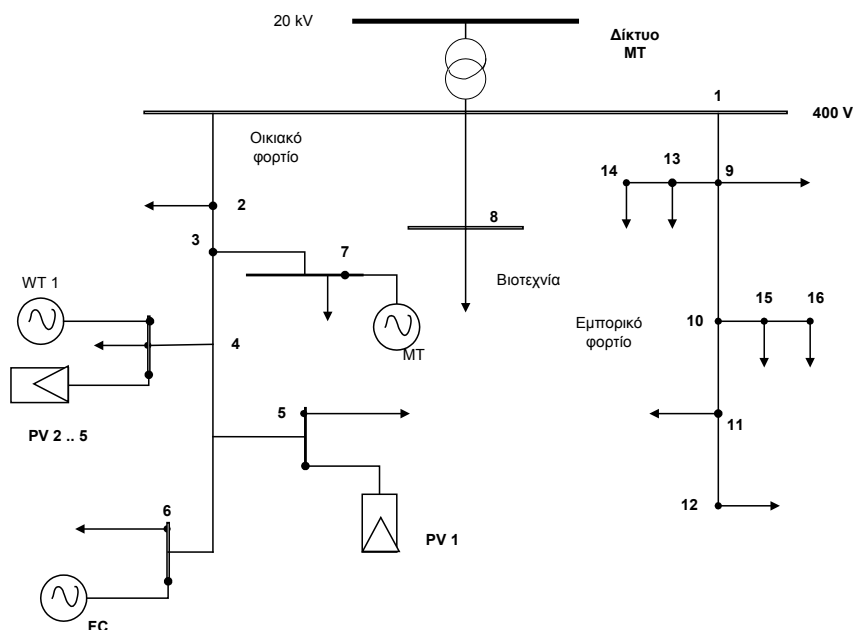 20 kV
Δίκτυο
ΜΤ
1
400 V
Οικιακό
φορτίο
14
13
9
2
8
3
7
Βιοτεχνία
WT 1
15
16
10
Εμπορικό
φορτίο
4
MT
5
11
PV 2 .. 5
6
12
PV 1
FC